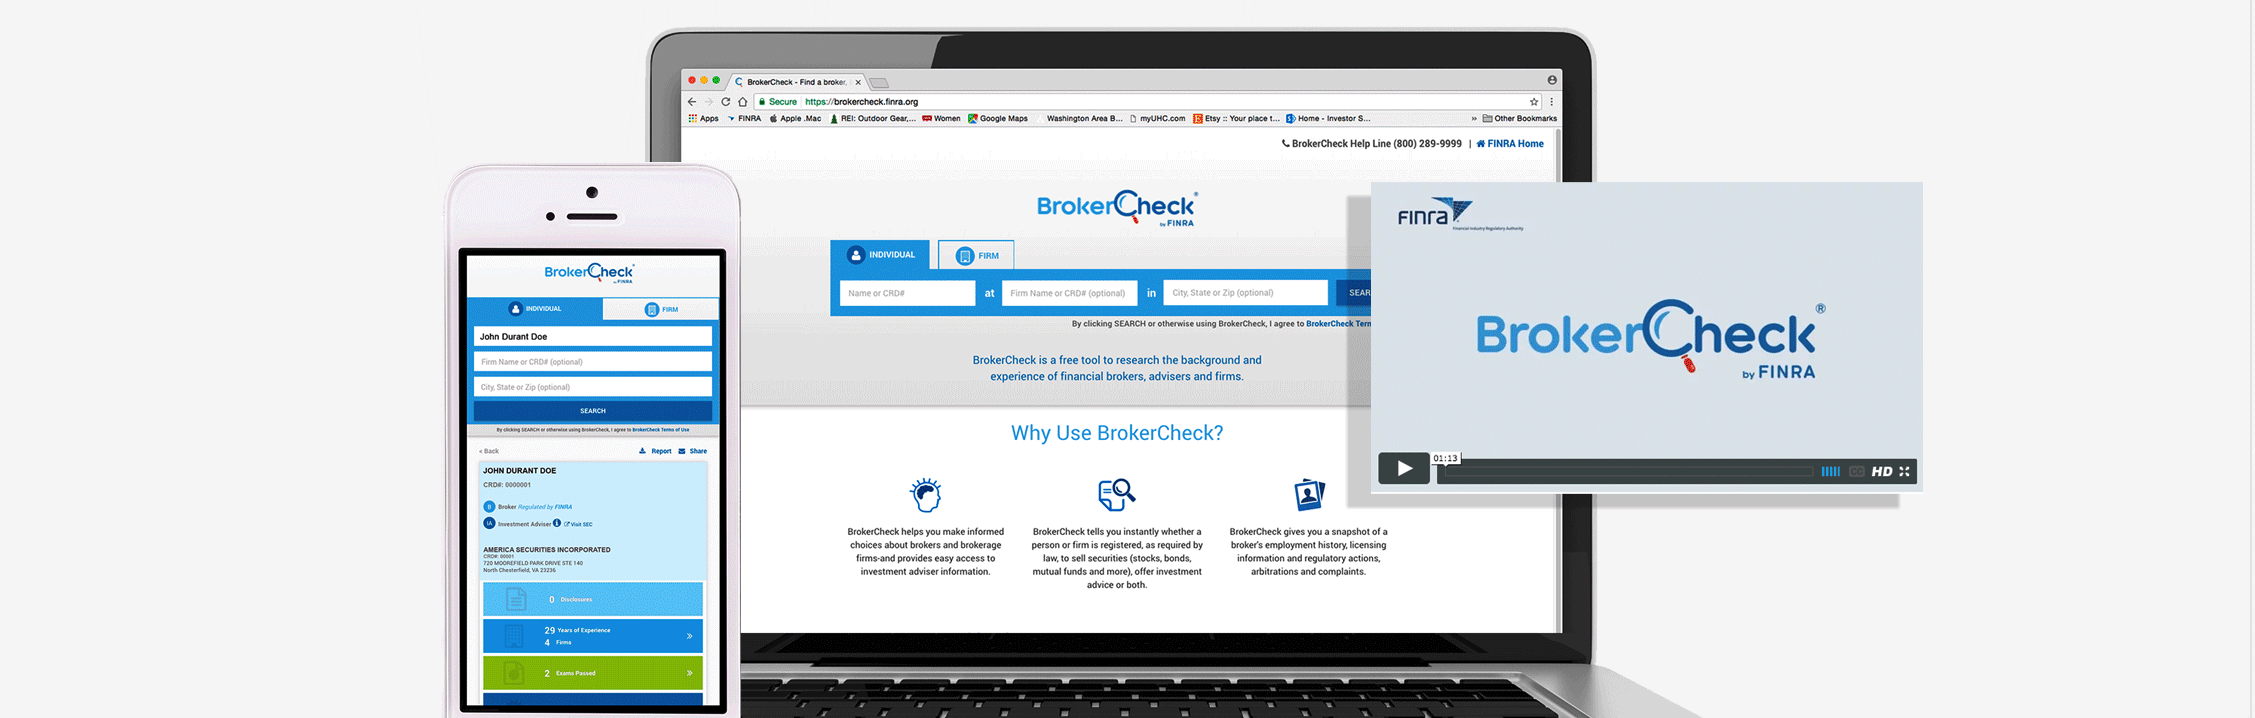 BrokerCheck - Find a broker,
Secure https://brokercheck.finra.org
Apps FINRA Apple .Mac REI: Outdoor Gear,... Women Google Maps Washington Area B... myUHC.com Etsy :: Your place t... Home - Investor S... » Other Bookmarks
BrokerCheck Help Line (800) 289-9999 | FINRA Home
BrokerCheck®
by FINRA
INDIVIDUAL FIRM
Name or CRD# at Firm Name or CRD# (optional) in City, State or Zip (optional) SEAR
By clicking SEARCH or otherwise using BrokerCheck, I agree to BrokerCheck Term
BrokerCheck is a free tool to research the background and
experience of financial brokers, advisers and firms.
Why Use BrokerCheck?
BrokerCheck helps you make informed
choices about brokers and brokerage
firms-and provides easy access to
investment adviser information.
BrokerCheck tells you instantly whether a
person or firm is registered, as required by
law, to sell securities (stocks, bonds,
mutual funds and more), offer investment
advice or both.
BrokerCheck gives you a snapshot of a
broker's employment history, licensing
information and regulatory actions,
arbitrations and complaints.
BrokerCheck®
by FINRA
INDIVIDUAL FIRM
John Durant Doe
Firm Name or CRD# (optional)
City, State or Zip (optional)
SEARCH
By clicking SEARCH or otherwise using BrokerCheck, I agree to BrokerCheck Terms of Use
< Back Report Share
JOHN DURANT DOE
CRD#: 0000001
B Broker Regulated by FINRA
IA Investment Adviser Visit SEC
AMERICA SECURITIES INCORPORATED
CRD#: 00001
720 MOOREFIELD PARK DRIVE STE 140
North Chesterfield, VA 23236
0 Disclosures
29 Years of Experience
4 Firms
2 Exams Passed
FINRA
Financial Industry Regulatory Authority
BrokerCheck®
by FINRA
01:13
CC HD